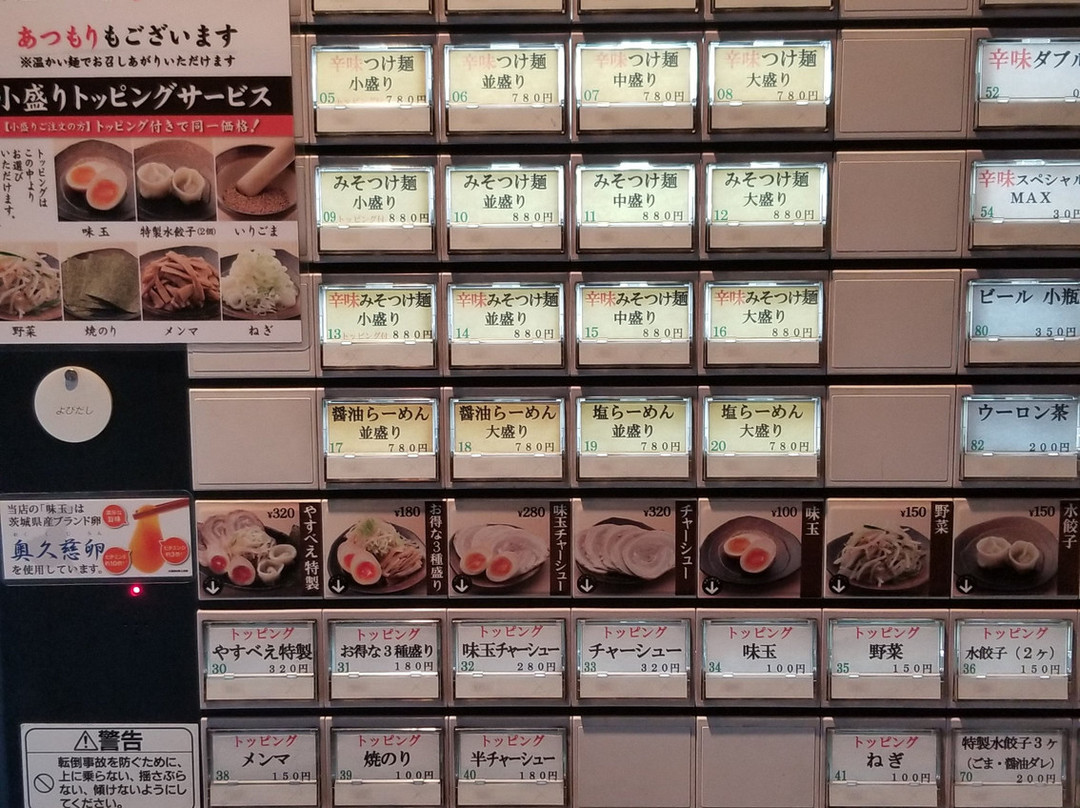 あつもりもございます
※温かい麺でお召しあがりいただけます
小盛りトッピングサービス
【小盛りご注文の方】トッピング付きで同一価格!
トッピングは
この中より
お選び
いただけます。
味玉
特製水餃子(2個)
いりごま
野菜
焼のり
メンマ
ねぎ
よびだし
当店の「味玉」は
茨城県産ブランド卵
奥久慈卵
を使用しています。
警告
転倒事故を防ぐために、
上に乗らない、揺さぶら
ない、傾けないようにし
てください。
辛味つけ麺
小盛り
05 780円
辛味つけ麺
並盛り
06 780円
辛味つけ麺
中盛り
07 780円
辛味つけ麺
大盛り
08 780円
辛味ダブル
52
みそつけ麺
小盛り
09 トッピング付 880円
みそつけ麺
並盛り
10 880円
みそつけ麺
中盛り
11 880円
みそつけ麺
大盛り
12 880円
辛味スペシャル
MAX
54 30円
辛味みそつけ麺
小盛り
13 トッピング付 880円
辛味みそつけ麺
並盛り
14 880円
辛味みそつけ麺
中盛り
15 880円
辛味みそつけ麺
大盛り
16 880円
ビール 小瓶
80 350円
醤油らーめん
並盛り
17 780円
醤油らーめん
大盛り
18 780円
塩らーめん
並盛り
19 780円
塩らーめん
大盛り
20 780円
ウーロン茶
82 200円
¥320
やすべえ特製
¥180
お得な3種盛り
¥280
味玉チャーシュー
¥320
チャーシュー
¥100
味玉
¥150
野菜
¥150
水餃子
トッピング
やすべえ特製
30 320円
トッピング
お得な3種盛り
31 180円
トッピング
味玉チャーシュー
32 280円
トッピング
チャーシュー
33 320円
トッピング
味玉
34 100円
トッピング
野菜
35 150円
トッピング
水餃子(2ヶ)
36 150円
トッピング
メンマ
38 150円
トッピング
焼のり
39 100円
トッピング
半チャーシュー
40 180円
トッピング
ねぎ
41 100円
特製水餃子3ヶ
(ごま・醤油ダレ)
70 200円